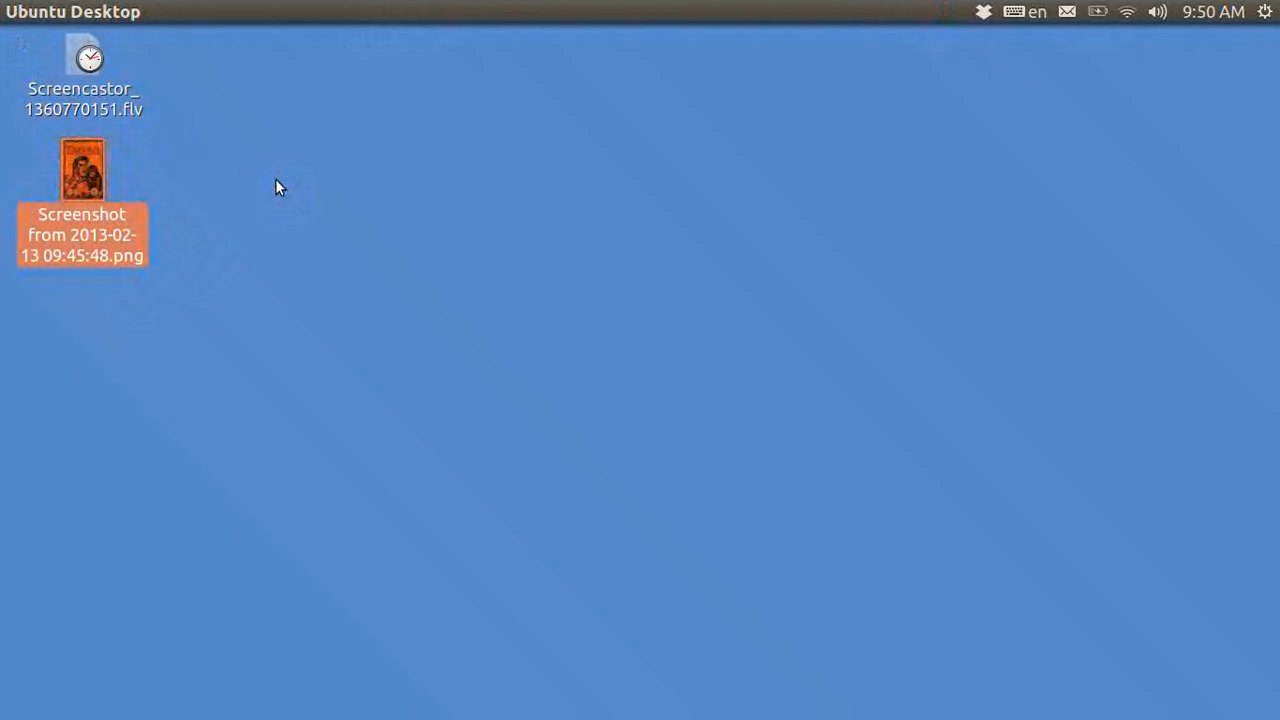 Ubuntu Desktop
en
9:50 AM
Screencastor_
1360770151.flv
Screenshot
from 2013-02-
13 09:45:48.png